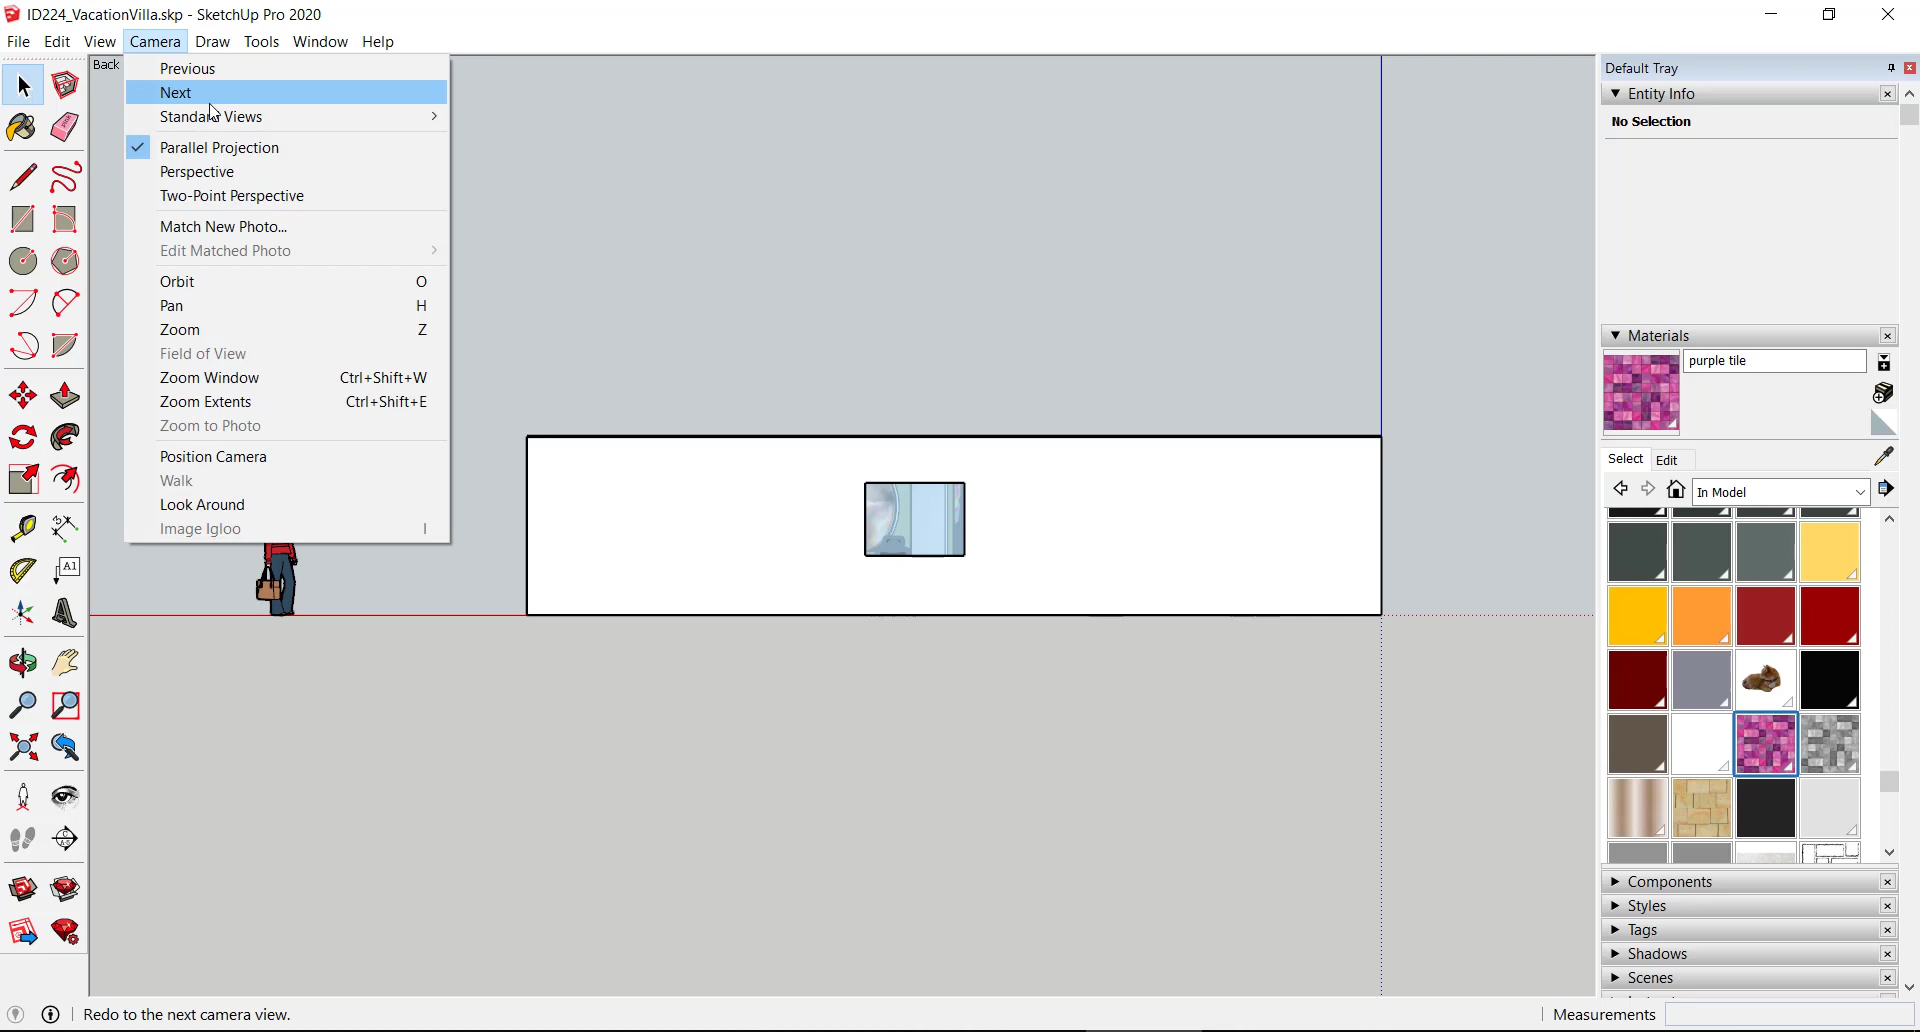 ID224_VacationVilla.skp - SketchUp Pro 2020
File Edit View Camera Draw Tools Window Help
Back
Previous
Next
Standard Views
Parallel Projection
Perspective
Two-Point Perspective
Match New Photo...
Edit Matched Photo
Orbit O
Pan H
Zoom Z
Field of View
Zoom Window Ctrl+Shift+W
Zoom Extents Ctrl+Shift+E
Zoom to Photo
Position Camera
Walk
Look Around
Image Igloo I
A1
Default Tray
Entity Info
No Selection
Materials
purple tile
Select Edit
In Model
Components
Styles
Tags
Shadows
Scenes
Redo to the next camera view.
Measurements